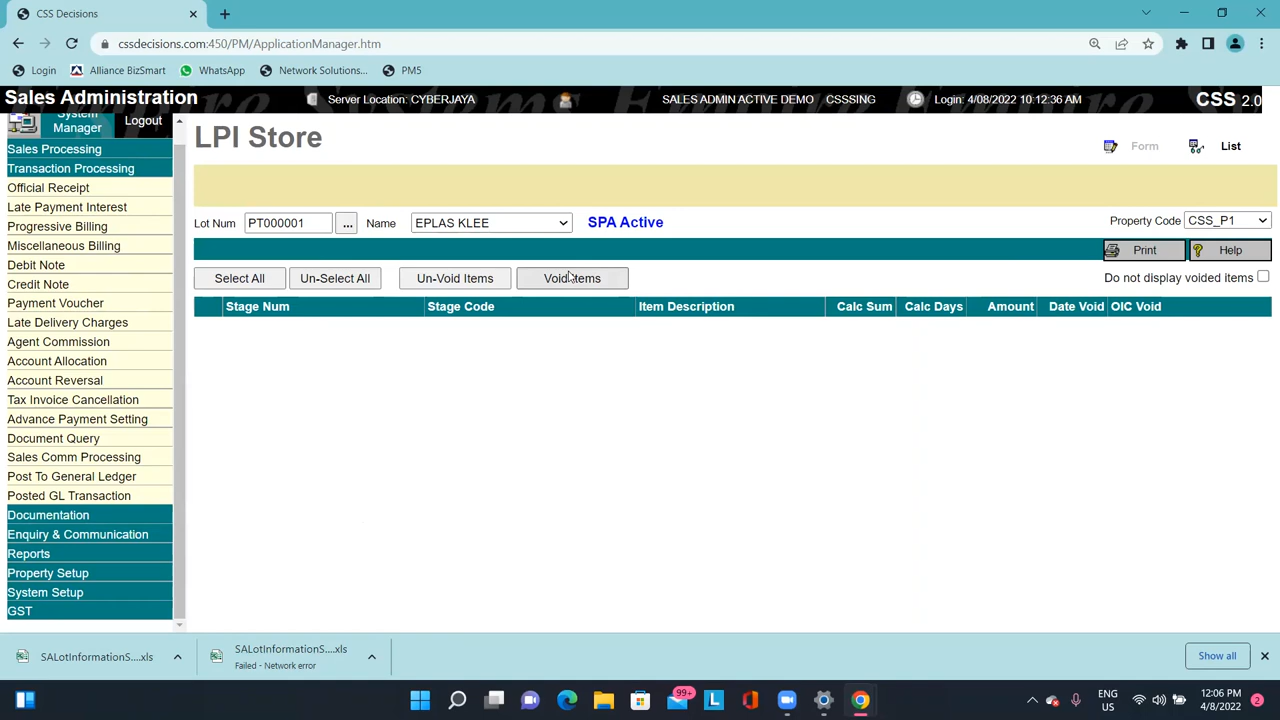 CSS Decisions
cssdecisions.com:450/PM/ApplicationManager.htm
Login
Alliance BizSmart
WhatsApp
Network Solutions...
PM5
Sales Administration
Server Location: CYBERJAYA
SALES ADMIN ACTIVE DEMO
CSSSING
Login: 4/08/2022 10:12:36 AM
CSS 2.0
System
Manager
Logout
Sales Processing
Transaction Processing
Official Receipt
Late Payment Interest
Progressive Billing
Miscellaneous Billing
Debit Note
Credit Note
Payment Voucher
Late Delivery Charges
Agent Commission
Account Allocation
Account Reversal
Tax Invoice Cancellation
Advance Payment Setting
Document Query
Sales Comm Processing
Post To General Ledger
Posted GL Transaction
Documentation
Enquiry & Communication
Reports
Property Setup
System Setup
GST
LPI Store
Form
List
Lot Num PT000001 ... Name EPLAS KLEE SPA Active
Property Code CSS_P1
Print
Help
Select All
Un-Select All
Un-Void Items
Void Items
Do not display voided items
Stage Num Stage Code Item Description Calc Sum Calc Days Amount Date Void OIC Void
SALotInformationS....xls
SALotInformationS....xls
Failed - Network error
Show all
99+
ENG
US
12:06 PM
4/8/2022
2